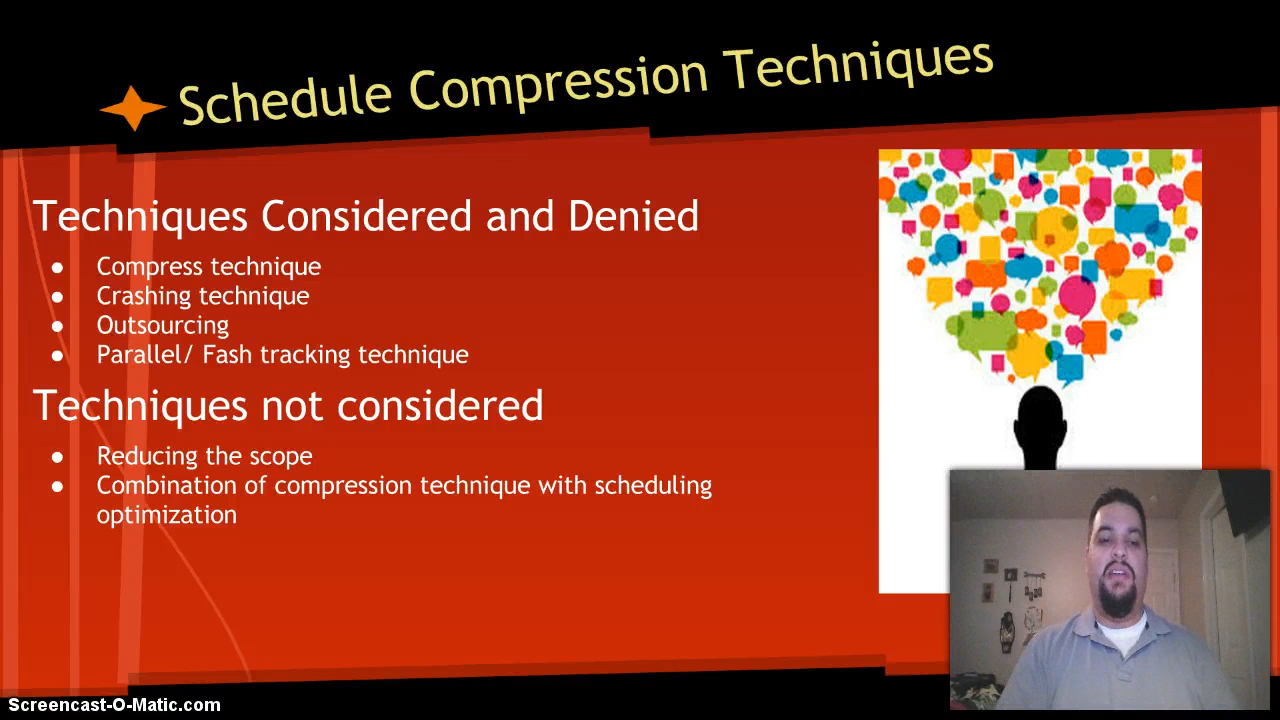 Schedule Compression Techniques
Techniques Considered and Denied
● Compress technique
● Crashing technique
● Outsourcing
● Parallel/ Fash tracking technique
Techniques not considered
● Reducing the scope
● Combination of compression technique with scheduling
optimization
Screencast-O-Matic.com